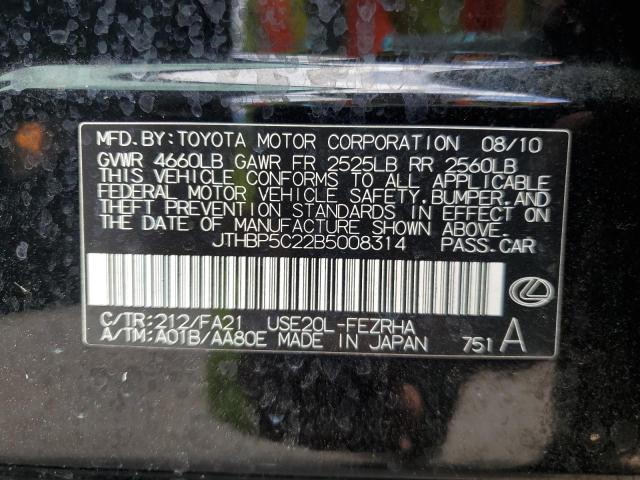 MFD.BY:TOYOTA MOTOR CORPORATION 08/10
GVWR 4660LB GAWR FR 2525LB RR 2560LB
THIS VEHICLE CONFORMS TO ALL APPLICABLE
FEDERAL MOTOR VEHICLE SAFETY,BUMPER,AND
THEFT PREVENTION STANDARDS IN EFFECT ON
THE DATE OF MANUFACTURE SHOWN ABOVE.
JTHBP5C22B5008314 PASS.CAR
C/TR:212/FA21 USE20L-FEZRHA
A/TM:A01B/AA80E MADE IN JAPAN 751 A